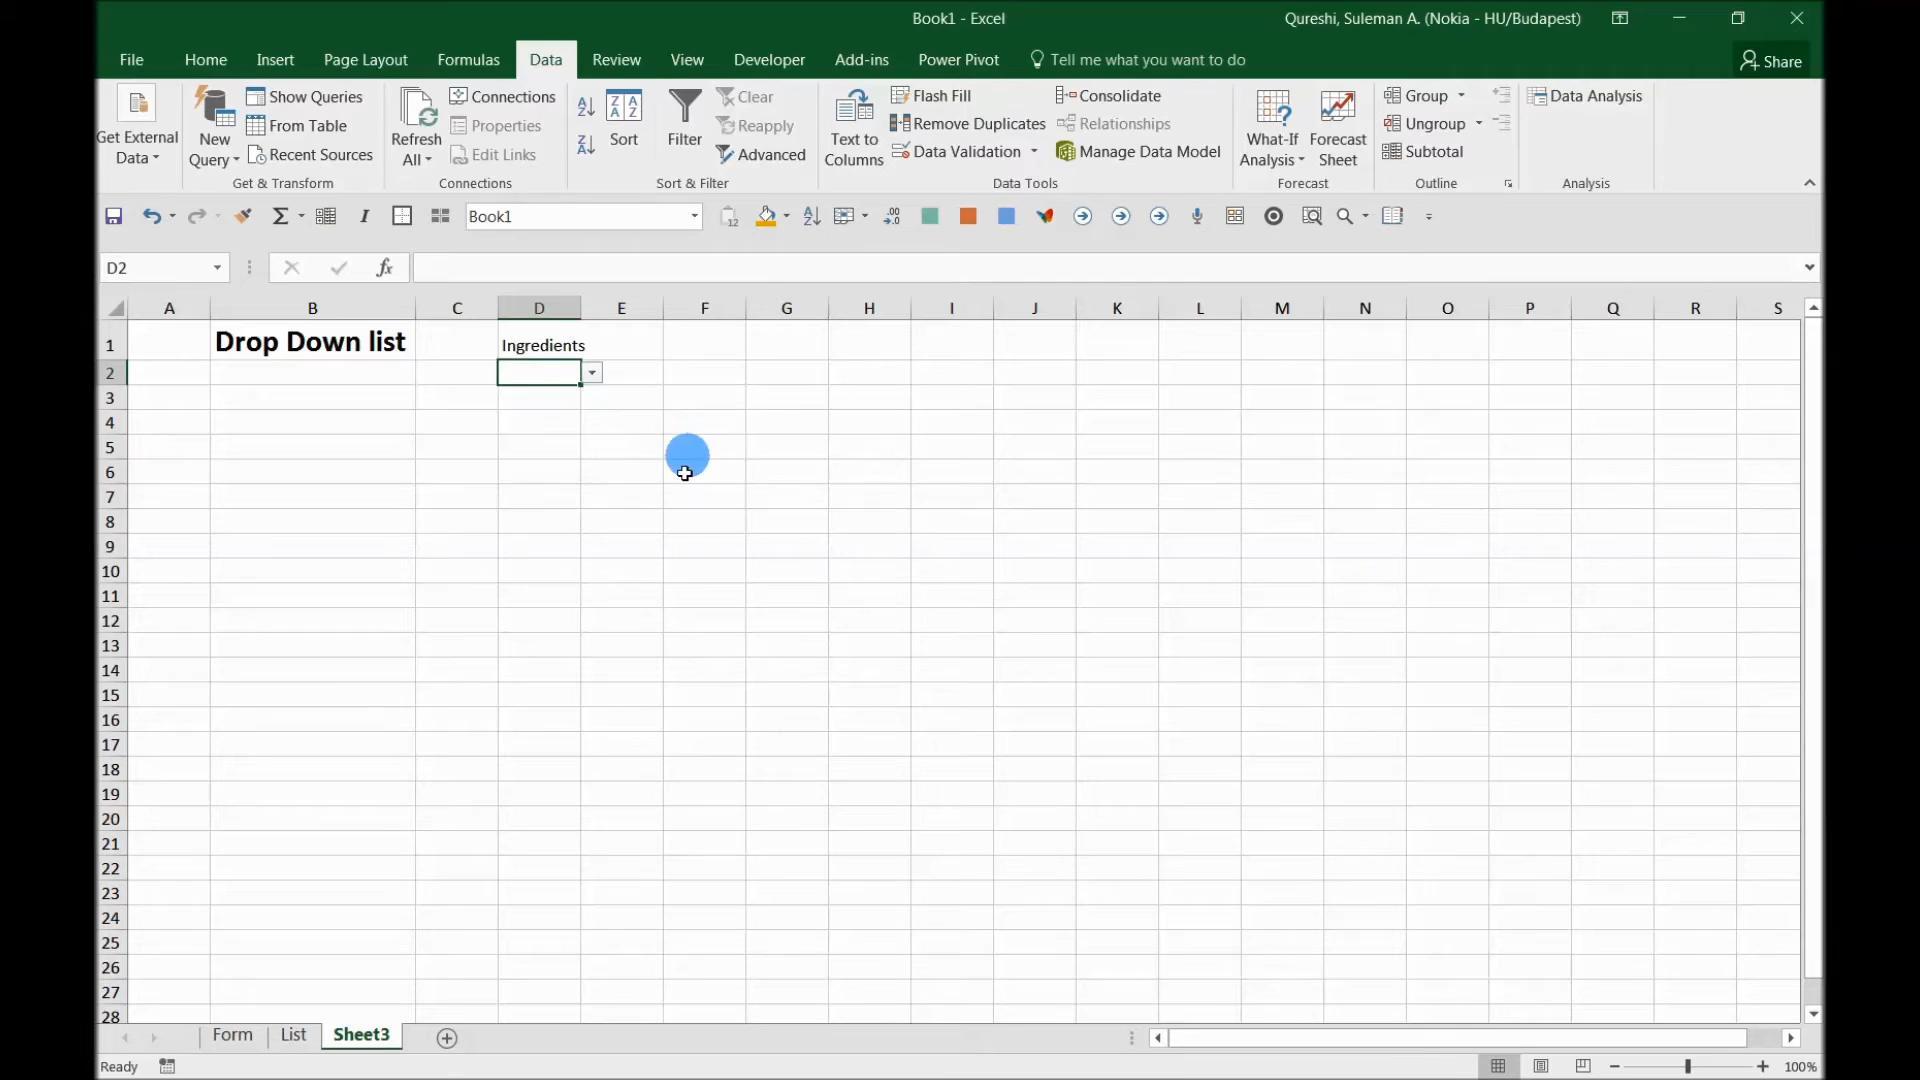 Book1 - Excel
Qureshi, Suleman A. (Nokia - HU/Budapest)
File Home Insert Page Layout Formulas Data Review View Developer Add-ins Power Pivot Tell me what you want to do Share
Get External Data
New Query
Show Queries
From Table
Recent Sources
Get & Transform
Refresh All
Connections
Properties
Edit Links
Connections
Sort
Filter
Clear
Reapply
Advanced
Sort & Filter
Text to Columns
Flash Fill
Remove Duplicates
Data Validation
Consolidate
Relationships
Manage Data Model
Data Tools
What-If Analysis
Forecast Sheet
Forecast
Group
Ungroup
Subtotal
Outline
Data Analysis
Analysis
Book1
D2
fx
A B C D E F G H I J K L M N O P Q R S
1 Drop Down list Ingredients
2
3
4
5
6
7
8
9
10
11
12
13
14
15
16
17
18
19
20
21
22
23
24
25
26
27
28
Form List Sheet3
Ready
100%